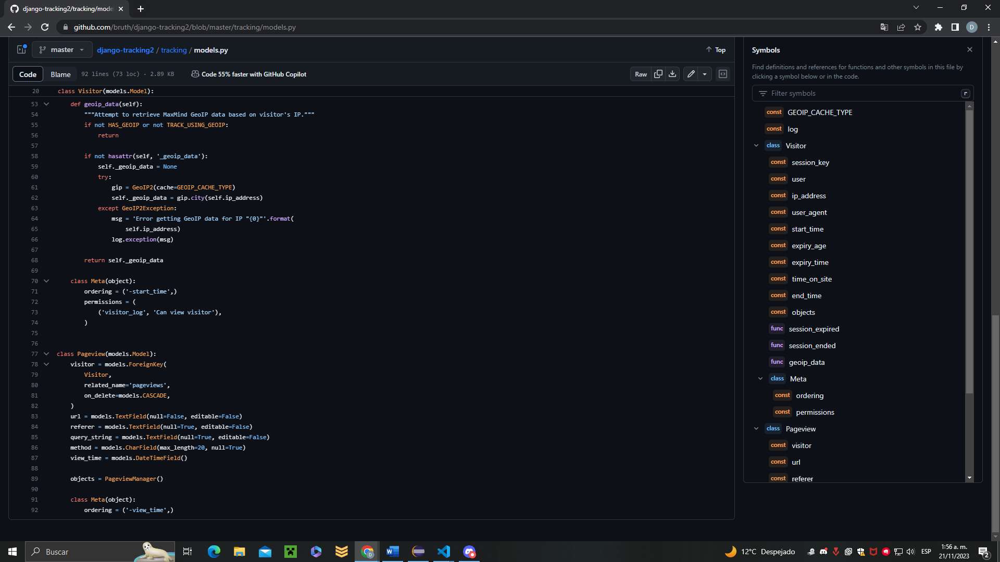 django-tracking2/tracking/mode
github.com/bruth/django-tracking2/blob/master/tracking/models.py
D
master
django-tracking2 / tracking / models.py
Top
Code
Blame
92 lines (73 loc) · 2.89 KB
Code 55% faster with GitHub Copilot
Raw
20 class Visitor(models.Model):
53 def geoip_data(self):
54 """Attempt to retrieve MaxMind GeoIP data based on visitor's IP."""
55 if not HAS_GEOIP or not TRACK_USING_GEOIP:
56 return
57
58 if not hasattr(self, '_geoip_data'):
59 self._geoip_data = None
60 try:
61 gip = GeoIP2(cache=GEOIP_CACHE_TYPE)
62 self._geoip_data = gip.city(self.ip_address)
63 except GeoIP2Exception:
64 msg = 'Error getting GeoIP data for IP "{0}"'.format(
65 self.ip_address)
66 log.exception(msg)
67
68 return self._geoip_data
69
70 class Meta(object):
71 ordering = ('-start_time',)
72 permissions = (
73 ('visitor_log', 'Can view visitor'),
74 )
75
76
77 class Pageview(models.Model):
78 visitor = models.ForeignKey(
79 Visitor,
80 related_name='pageviews',
81 on_delete=models.CASCADE,
82 )
83 url = models.TextField(null=False, editable=False)
84 referer = models.TextField(null=True, editable=False)
85 query_string = models.TextField(null=True, editable=False)
86 method = models.CharField(max_length=20, null=True)
87 view_time = models.DateTimeField()
88
89 objects = PageviewManager()
90
91 class Meta(object):
92 ordering = ('-view_time',)
Symbols
Find definitions and references for functions and other symbols in this file by
clicking a symbol below or in the code.
Filter symbols
r
const GEOIP_CACHE_TYPE
const log
class Visitor
const session_key
const user
const ip_address
const user_agent
const start_time
const expiry_age
const expiry_time
const time_on_site
const end_time
const objects
func session_expired
func session_ended
func geoip_data
class Meta
const ordering
const permissions
class Pageview
const visitor
const url
const referer
Buscar
12°C Despejado
ESP
1:56 a. m.
21/11/2023
2